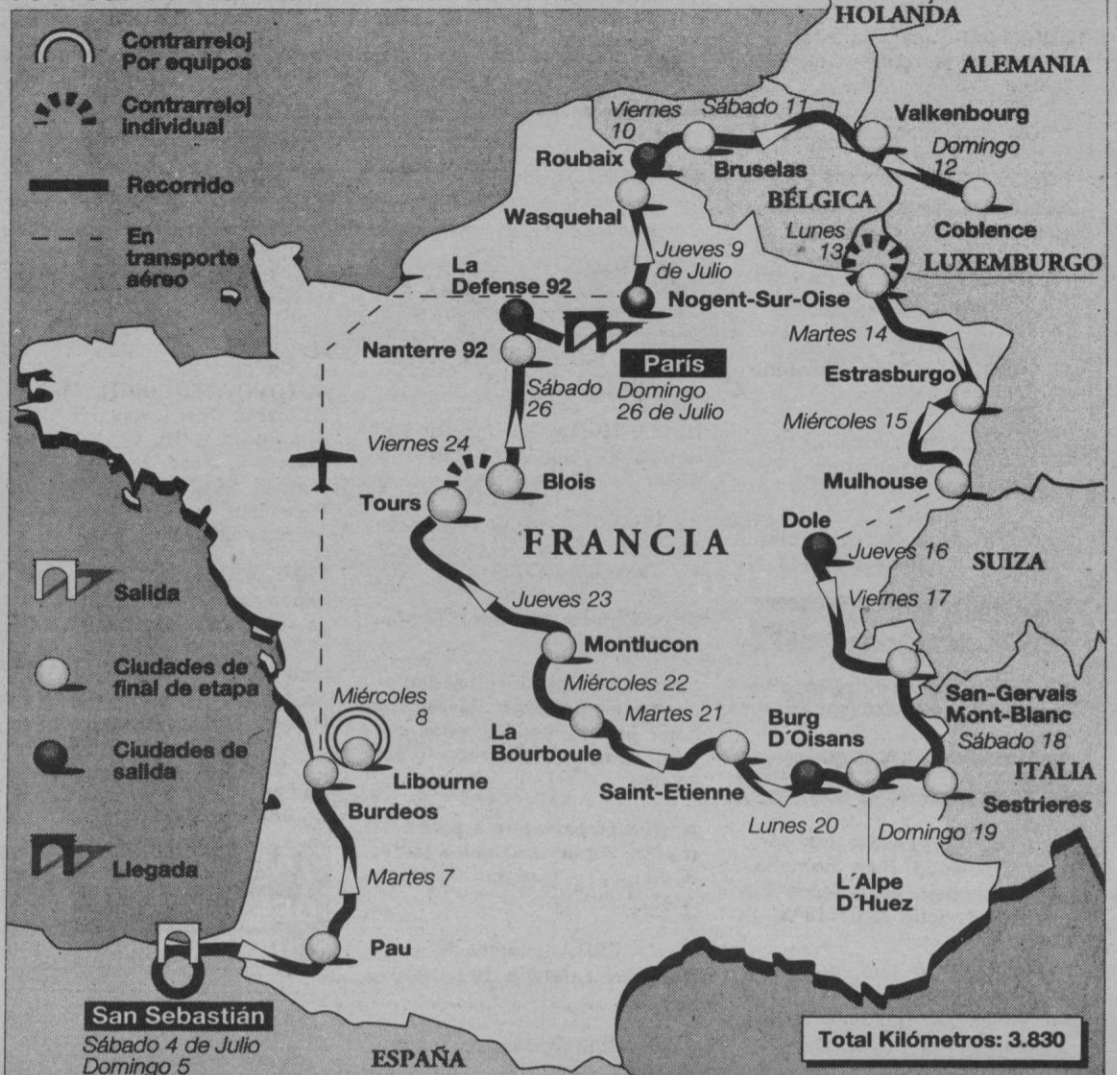 Contrarreloj
Por equipos
Contrarreloj
individual
Recorrido
En
transporte
aéreo
Salida
Ciudades de
final de etapa
Ciudades de
salida
Llegada
HOLANDA
ALEMANIA
Viernes
10
Sábado 11
Valkenbourg
Domingo
12
Roubaix
Bruselas
Wasquehal
BÉLGICA
Coblence
Lunes
13
LUXEMBURGO
Jueves 9
de Julio
La
Defense 92
Nogent-Sur-Oise
Martes 14
Nanterre 92
París
Domingo
26 de Julio
Estrasburgo
Sábado
26
Miércoles 15
Viernes 24
Blois
Mulhouse
Tours
Dole
FRANCIA
Jueves 16
SUIZA
Jueves 23
Viernes 17
Montlucon
Miércoles 22
San-Gervais
Mont-Blanc
Sábado 18
Martes 21
La
Bourboule
Burg
D´Oisans
ITALIA
Miércoles
8
Libourne
Saint-Etienne
Sestrieres
Burdeos
Lunes 20
Domingo 19
Martes 7
L´Alpe
D´Huez
Pau
San Sebastián
Sábado 4 de Julio
Domingo 5
ESPAÑA
Total Kilómetros: 3.830